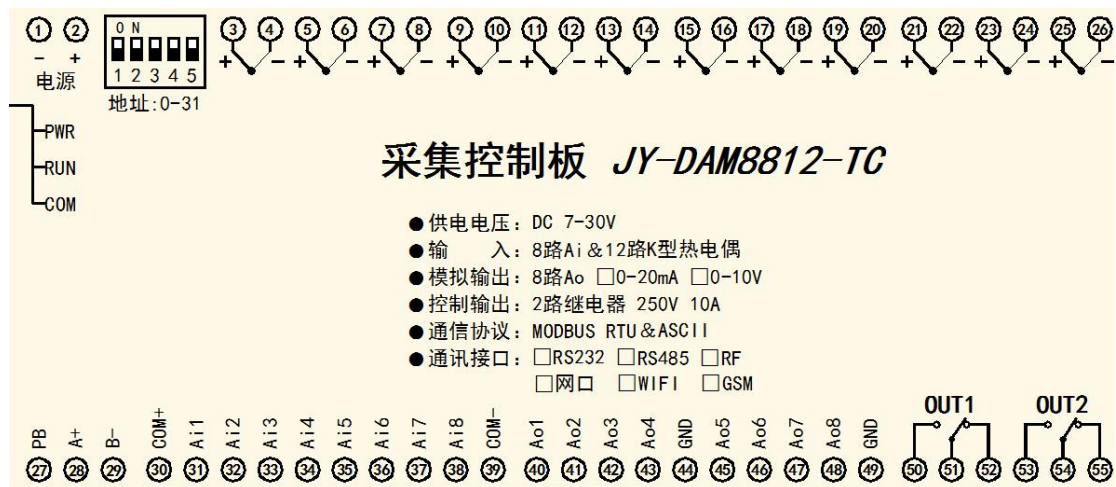 ① ② ON ③ ④ ⑤ ⑥ ⑦ ⑧ ⑨ ⑩ ⑪ ⑫ ⑬ ⑭ ⑮ ⑯ ⑰ ⑱ ⑲ ⑳ ㉑ ㉒ ㉓ ㉔ ㉕ ㉖
- + + - + - + - + - + - + - + - + - + - + - + - + -
电源 1 2 3 4 5
地址:0-31
PWR
RUN
COM
采集控制板 JY-DAM8812-TC
●供电电压: DC 7-30V
●输 入: 8路Ai&12路K型热电偶
●模拟输出: 8路Ao □0-20mA □0-10V
●控制输出: 2路继电器 250V 10A
●通信协议: MODBUS RTU&ASCII
●通讯接口: □RS232 □RS485 □RF
□网口 □WIFI □GSM
OUT1 OUT2
PB A+ B- COM+ Ai1 Ai2 Ai3 Ai4 Ai5 Ai6 Ai7 Ai8 COM- Ao1 Ao2 Ao3 Ao4 GND Ao5 Ao6 Ao7 Ao8 GND
㉗ ㉘ ㉙ ㉚ ㉛ ㉜ ㉝ ㉞ ㉟ ㊱ ㊲ ㊳ ㊴ ㊵ ㊶ ㊷ ㊸ ㊹ ㊺ ㊻ ㊼ ㊽ ㊾ ㊿ 51 52 53 54 55